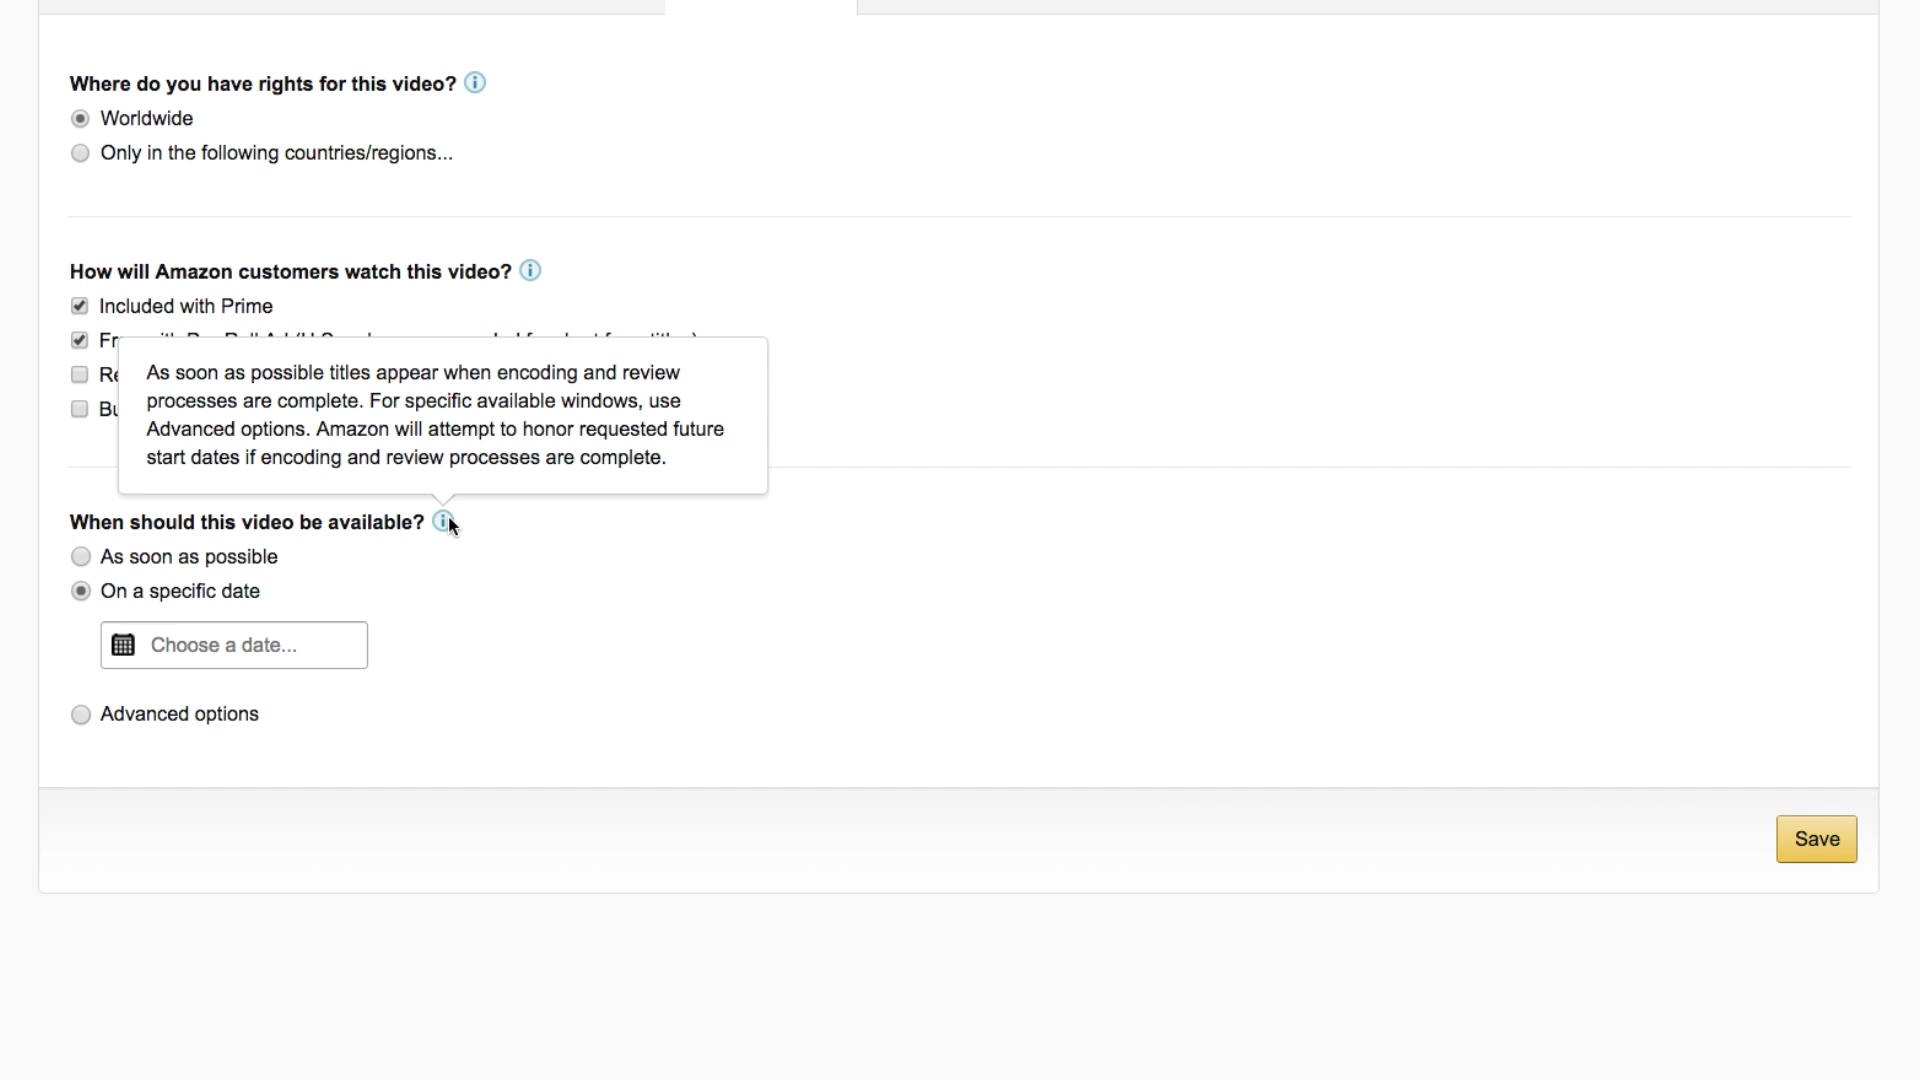 Where do you have rights for this video?
Worldwide
Only in the following countries/regions...
How will Amazon customers watch this video?
Included with Prime
As soon as possible titles appear when encoding and review
processes are complete. For specific available windows, use
Advanced options. Amazon will attempt to honor requested future
start dates if encoding and review processes are complete.
When should this video be available?
As soon as possible
On a specific date
Choose a date...
Advanced options
Save